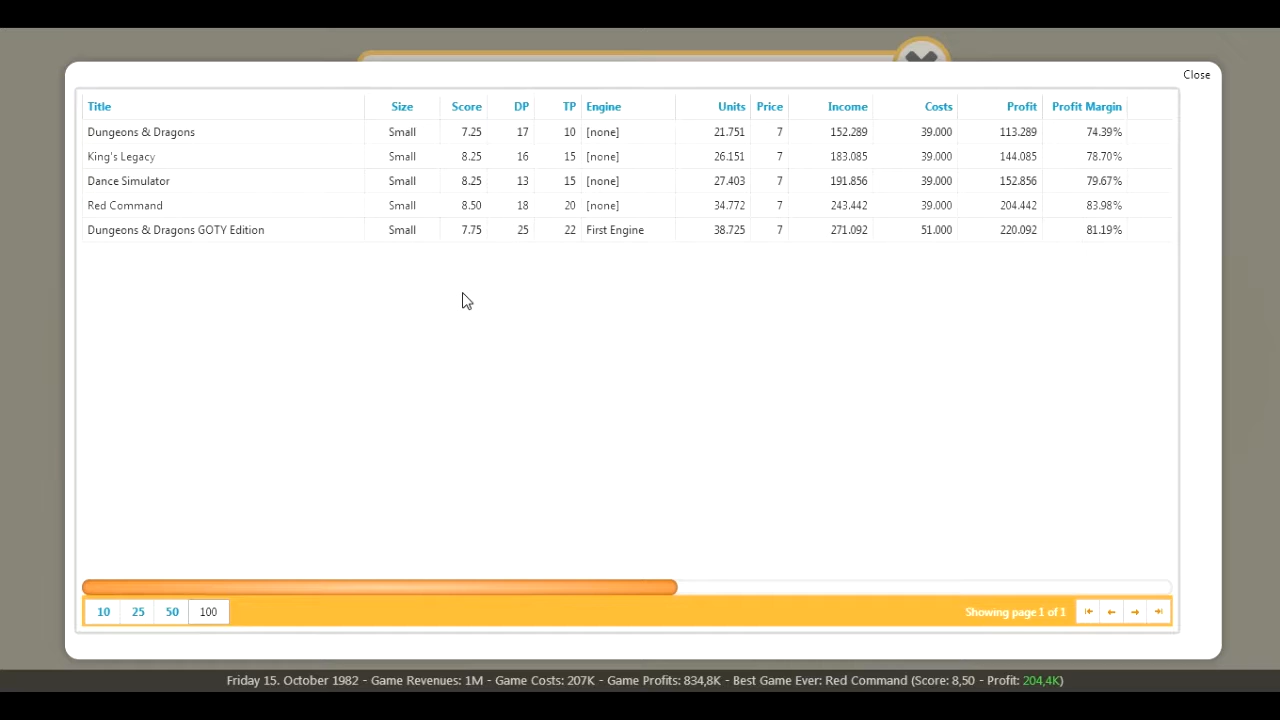 Close
Title Size Score DP TP Engine Units Price Income Costs Profit Profit Margin
Dungeons & Dragons Small 7.25 17 10 [none] 21.751 7 152.289 39.000 113.289 74.39%
King's Legacy Small 8.25 16 15 [none] 26.151 7 183.085 39.000 144.085 78.70%
Dance Simulator Small 8.25 13 15 [none] 27.403 7 191.856 39.000 152.856 79.67%
Red Command Small 8.50 18 20 [none] 34.772 7 243.442 39.000 204.442 83.98%
Dungeons & Dragons GOTY Edition Small 7.75 25 22 First Engine 38.725 7 271.092 51.000 220.092 81.19%
10 25 50 100 Showing page 1 of 1
Friday 15. October 1982 - Game Revenues: 1M - Game Costs: 207K - Game Profits: 834,8K - Best Game Ever: Red Command (Score: 8,50 - Profit: 204,4K)